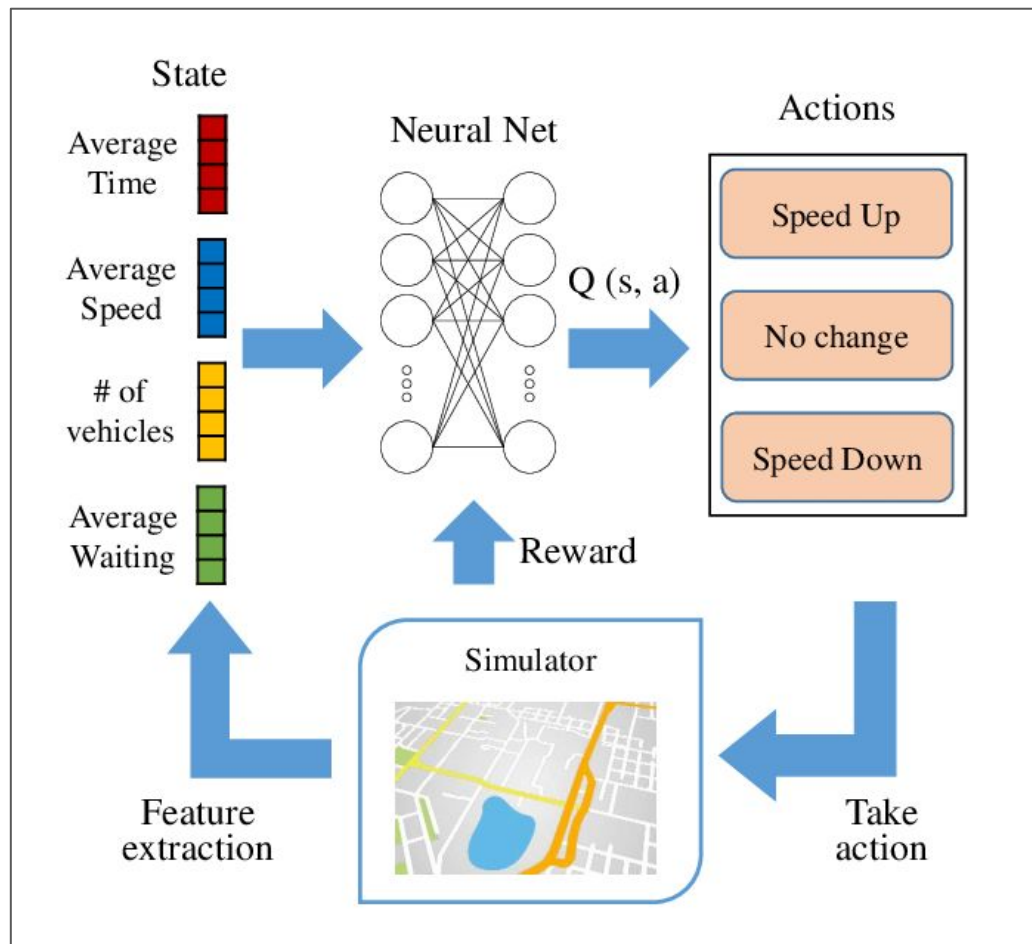 State
Average
Time
Average
Speed
# of
vehicles
Average
Waiting
Neural Net
Q (s, a)
Actions
Speed Up
No change
Speed Down
Reward
Simulator
Feature
extraction
Take
action